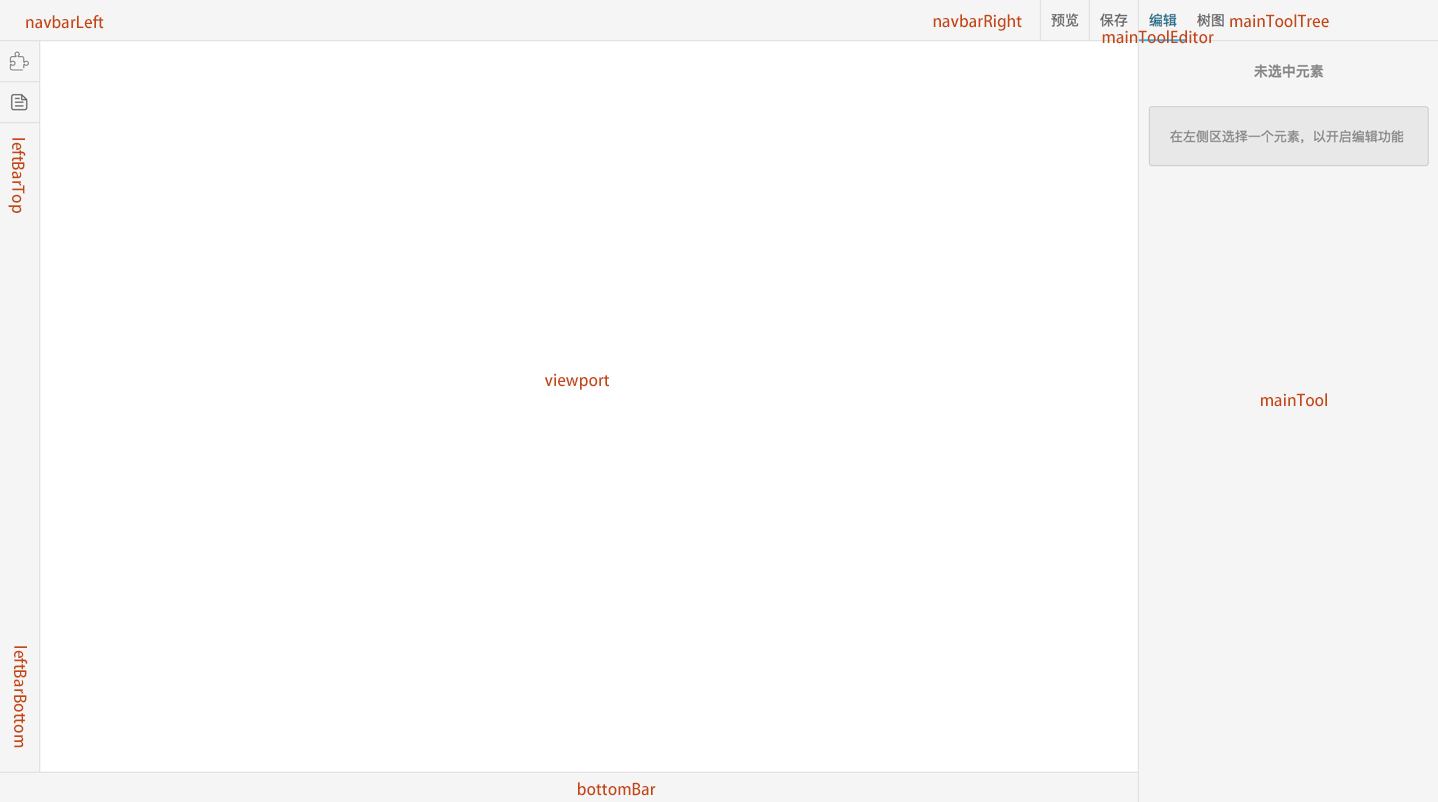 navbarLeft
navbarRight
预览
保存
编辑
树图
mainToolTree
mainToolEditor
未选中元素
在左侧区选择一个元素，以开启编辑功能
leftBarTop
viewport
mainTool
leftBarBottom
bottomBar